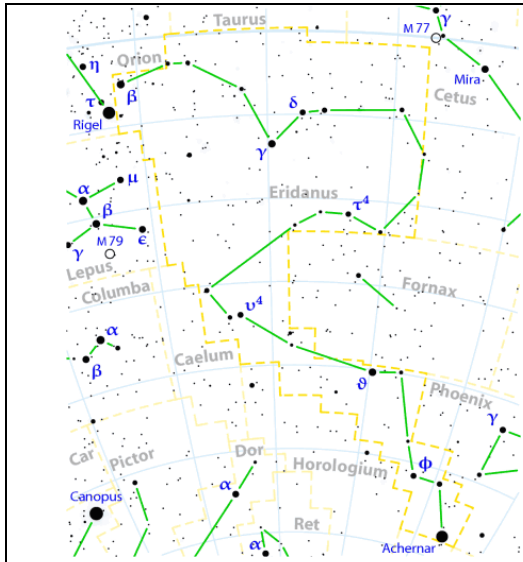 Taurus
γ
M 77
Orion
η
Mira
β
Cetus
τ
Rigel
δ
γ
μ
α
Eridanus
τ⁴
β
M 79
ϵ
γ
Lepus
Columba
Fornax
υ⁴
α
Caelum
β
ϑ
Phoenix
γ
Car
Pictor
Dor
Horologium
ϕ
α
Canopus
Ret
α
Achernar